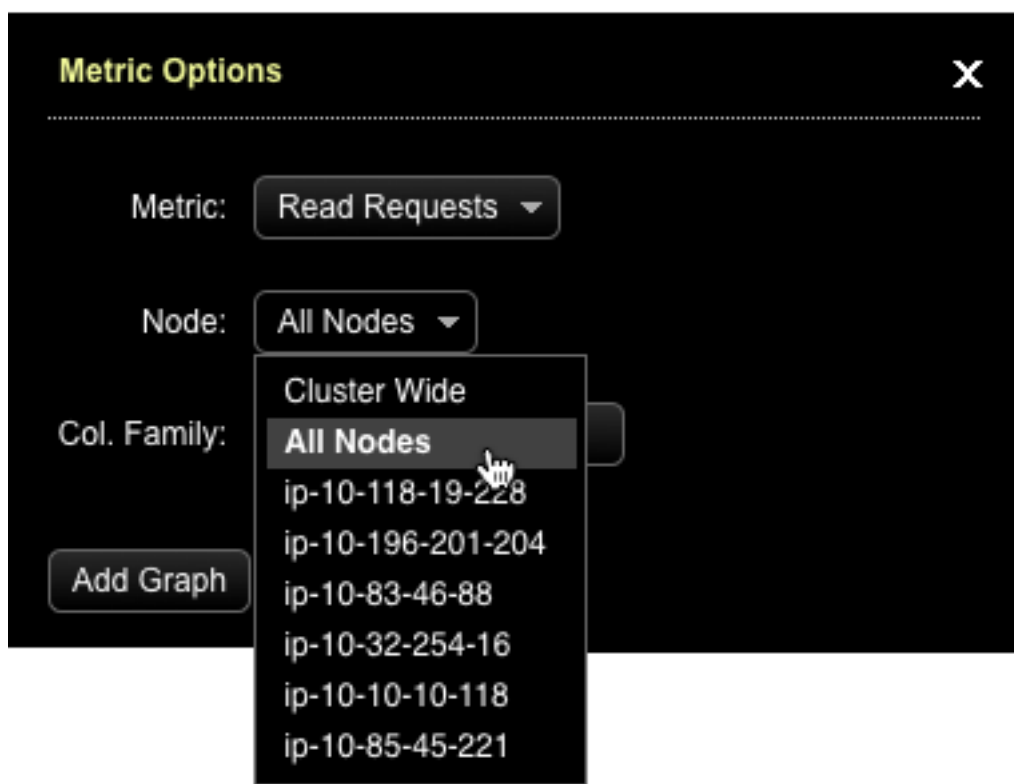 Metric Options
X
Metric: Read Requests
Node: All Nodes
Cluster Wide
Col. Family:
All Nodes
ip-10-118-19-228
ip-10-196-201-204
Add Graph
ip-10-83-46-88
ip-10-32-254-16
ip-10-10-10-118
ip-10-85-45-221